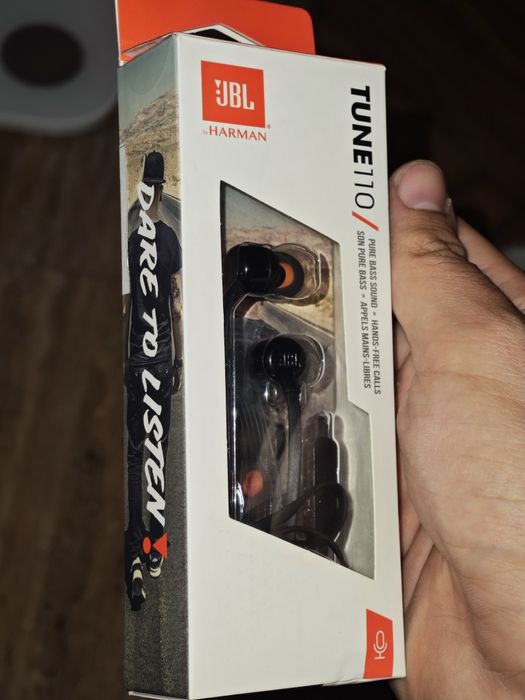 JBL
by HARMAN®
TUNE110/
PURE BASS SOUND • HANDS-FREE CALLS
SON PURE BASS • APPELS MAINS-LIBRES
DARE TO LISTEN